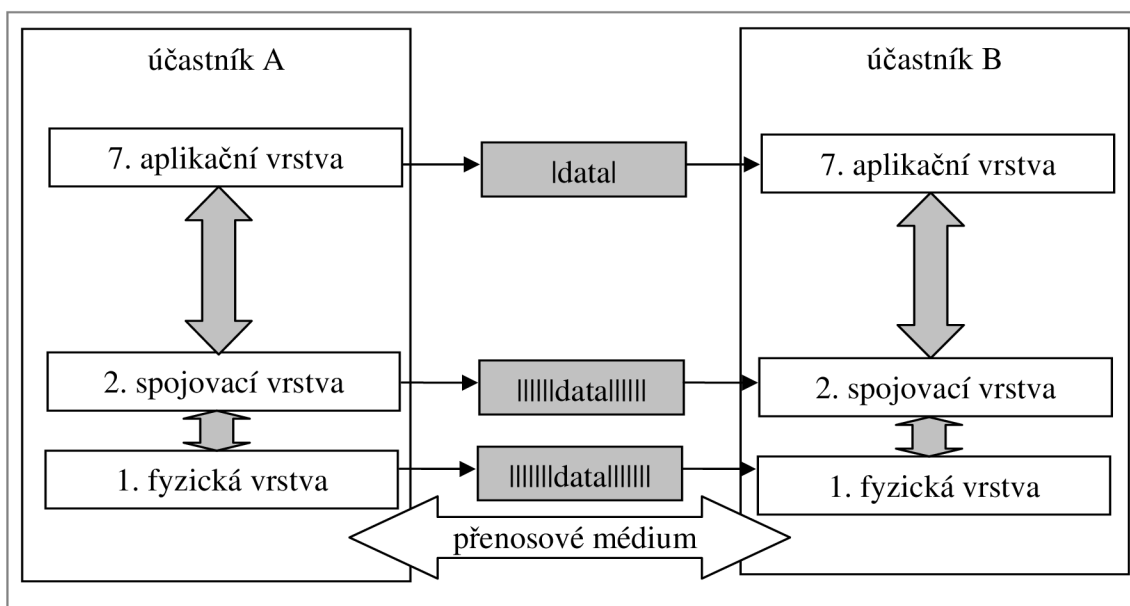 účastník A
účastník B
7. aplikační vrstva
|data|
7. aplikační vrstva
2. spojovací vrstva
||||||data||||||
2. spojovací vrstva
1. fyzická vrstva
|||||||data|||||||
1. fyzická vrstva
přenosové médium